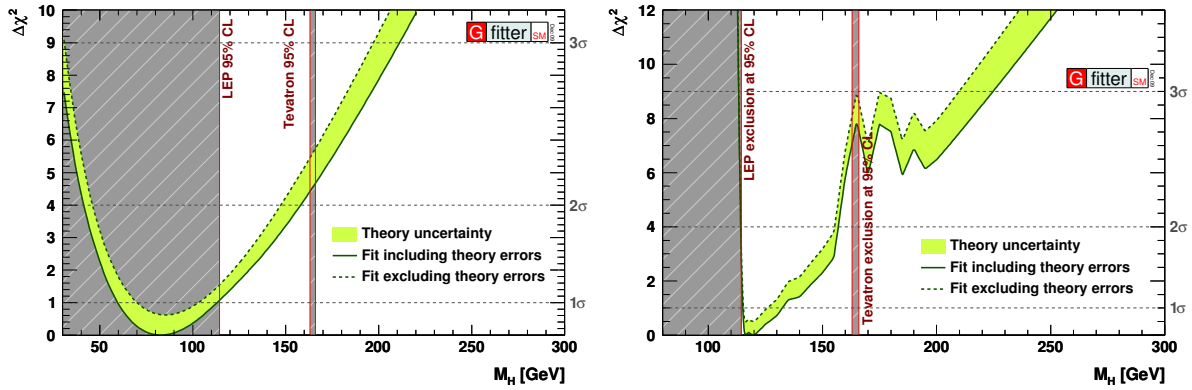 Δχ²
10
9
8
7
6
5
4
3
2
1
0
LEP 95% CL
Tevatron 95% CL
G fitter SM
Dec 09
3σ
2σ
1σ
Theory uncertainty
Fit including theory errors
Fit excluding theory errors
50 100 150 200 250 300
M_H [GeV]
Δχ²
12
10
8
6
4
2
0
LEP exclusion at 95% CL
Tevatron exclusion at 95% CL
G fitter SM
Dec 09
3σ
2σ
1σ
Theory uncertainty
Fit including theory errors
Fit excluding theory errors
100 150 200 250 300
M_H [GeV]